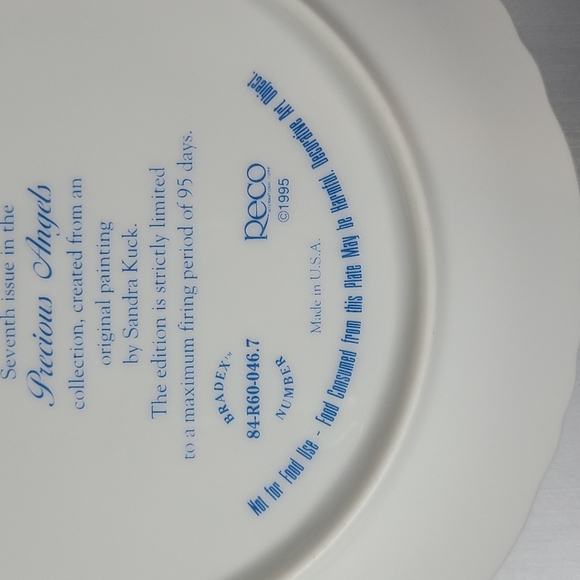 Seventh issue in the
Precious Angels
collection, created from an
original painting
by Sandra Kuck.
The edition is strictly limited
to a maximum firing period of 95 days.
BRADEX™
84-R60-046.7
NUMBER
Reco
©1995
Made in U.S.A.
Not for Food Use - Food Consumed from this Plate May be Harmful. Decorative Art Object.